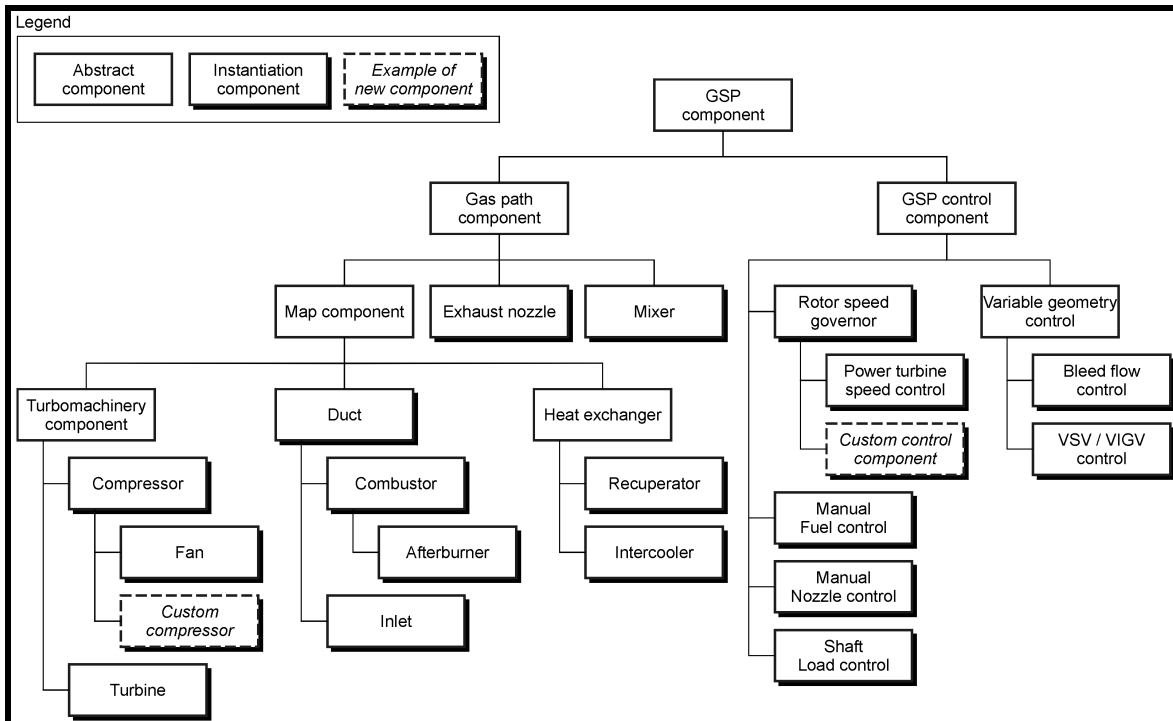 Legend
Abstract
component
Instantiation
component
Example of
new component
GSP
component
Gas path
component
GSP control
component
Map component
Exhaust nozzle
Mixer
Rotor speed
governor
Variable geometry
control
Power turbine
speed control
Bleed flow
control
Custom control
component
VSV / VIGV
control
Turbomachinery
component
Duct
Heat exchanger
Compressor
Combustor
Recuperator
Fan
Afterburner
Intercooler
Custom
compressor
Inlet
Turbine
Manual
Fuel control
Manual
Nozzle control
Shaft
Load control